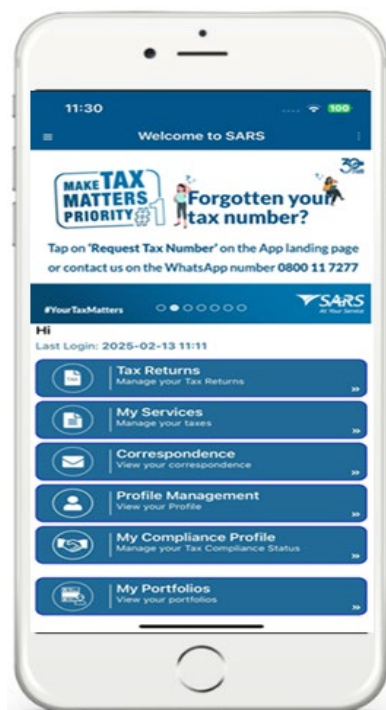 11:30
100
Welcome to SARS
MAKE TAX
MATTERS
PRIORITY #1
30
Forgotten your
tax number?
Tap on 'Request Tax Number' on the App landing page
or contact us on the WhatsApp number 0800 11 7277
#YourTaxMatters
SARS
At Your Service
Hi
Last Login: 2025-02-13 11:11
Tax Returns
Manage your Tax Returns
My Services
Manage your taxes
Correspondence
View your correspondence
Profile Management
View your Profile
My Compliance Profile
Manage your Tax Compliance Status
My Portfolios
View your portfolios